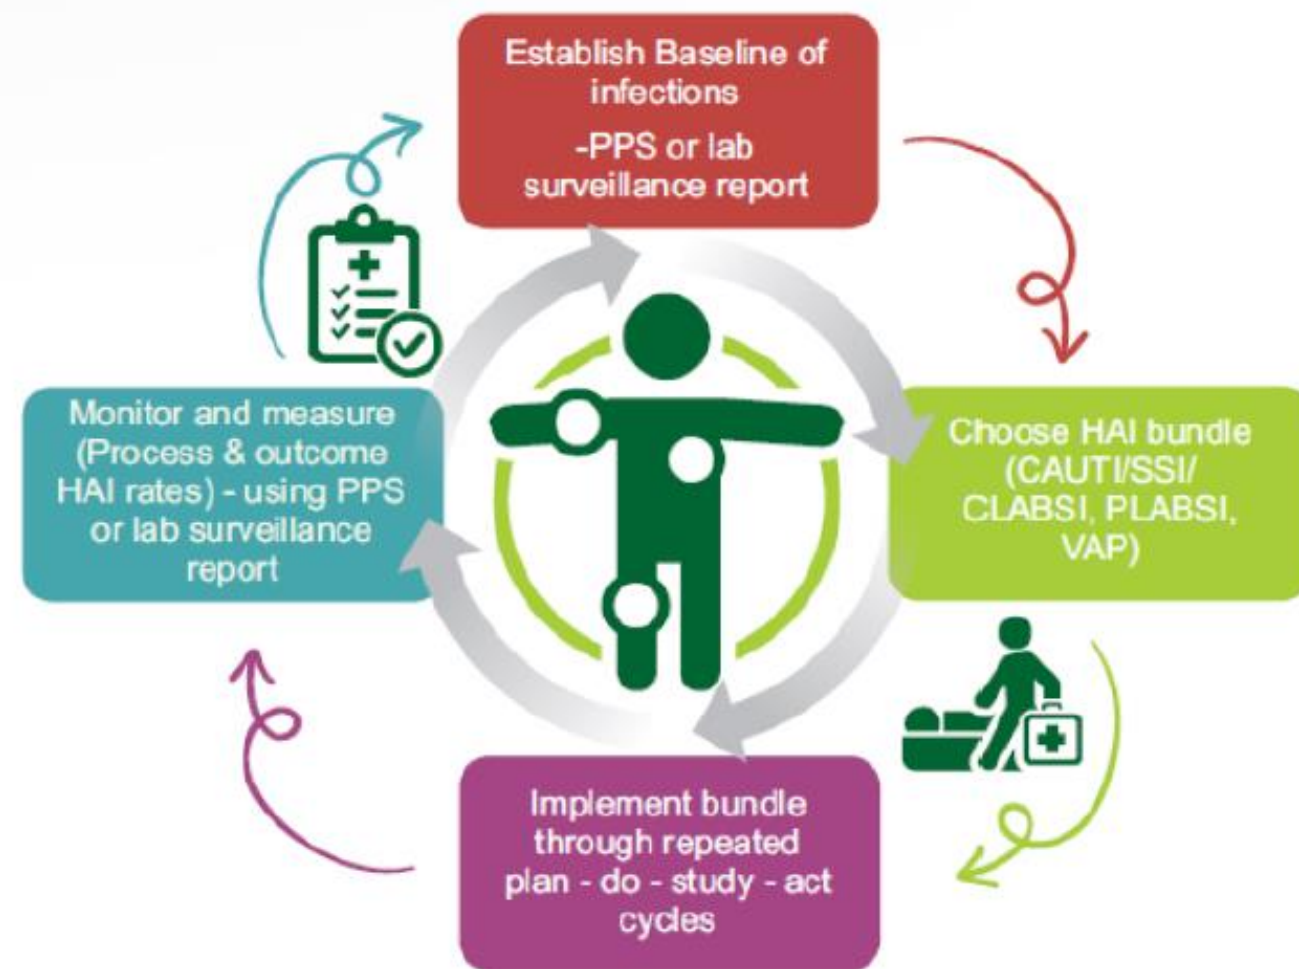 Establish Baseline of
infections
-PPS or lab
surveillance report
Choose HAI bundle
(CAUTI/SSI/
CLABSI, PLABSI,
VAP)
Implement bundle
through repeated
plan - do - study - act
cycles
Monitor and measure
(Process & outcome
HAI rates) - using PPS
or lab surveillance
report